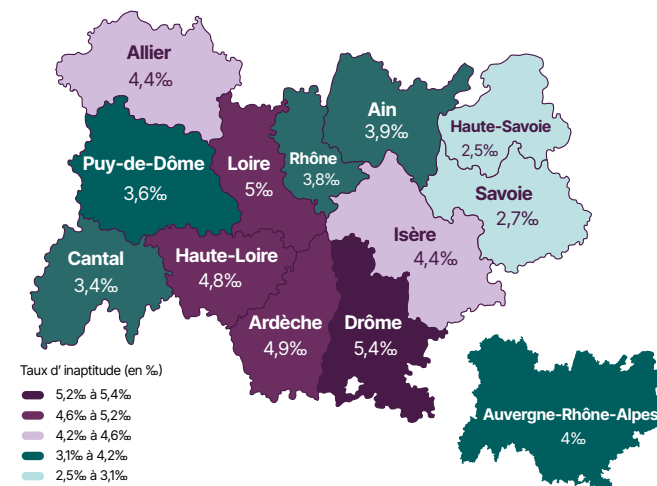 Allier
4,4‰
Ain
3,9‰
Haute-Savoie
2,5‰
Puy-de-Dôme
3,6‰
Loire
5‰
Rhône
3,8‰
Savoie
2,7‰
Isère
4,4‰
Cantal
3,4‰
Haute-Loire
4,8‰
Ardèche
4,9‰
Drôme
5,4‰
Taux d' inaptitude (en ‰)
5,2‰ à 5,4‰
4,6‰ à 5,2‰
4,2‰ à 4,6‰
3,1‰ à 4,2‰
2,5‰ à 3,1‰
Auvergne-Rhône-Alpes
4‰